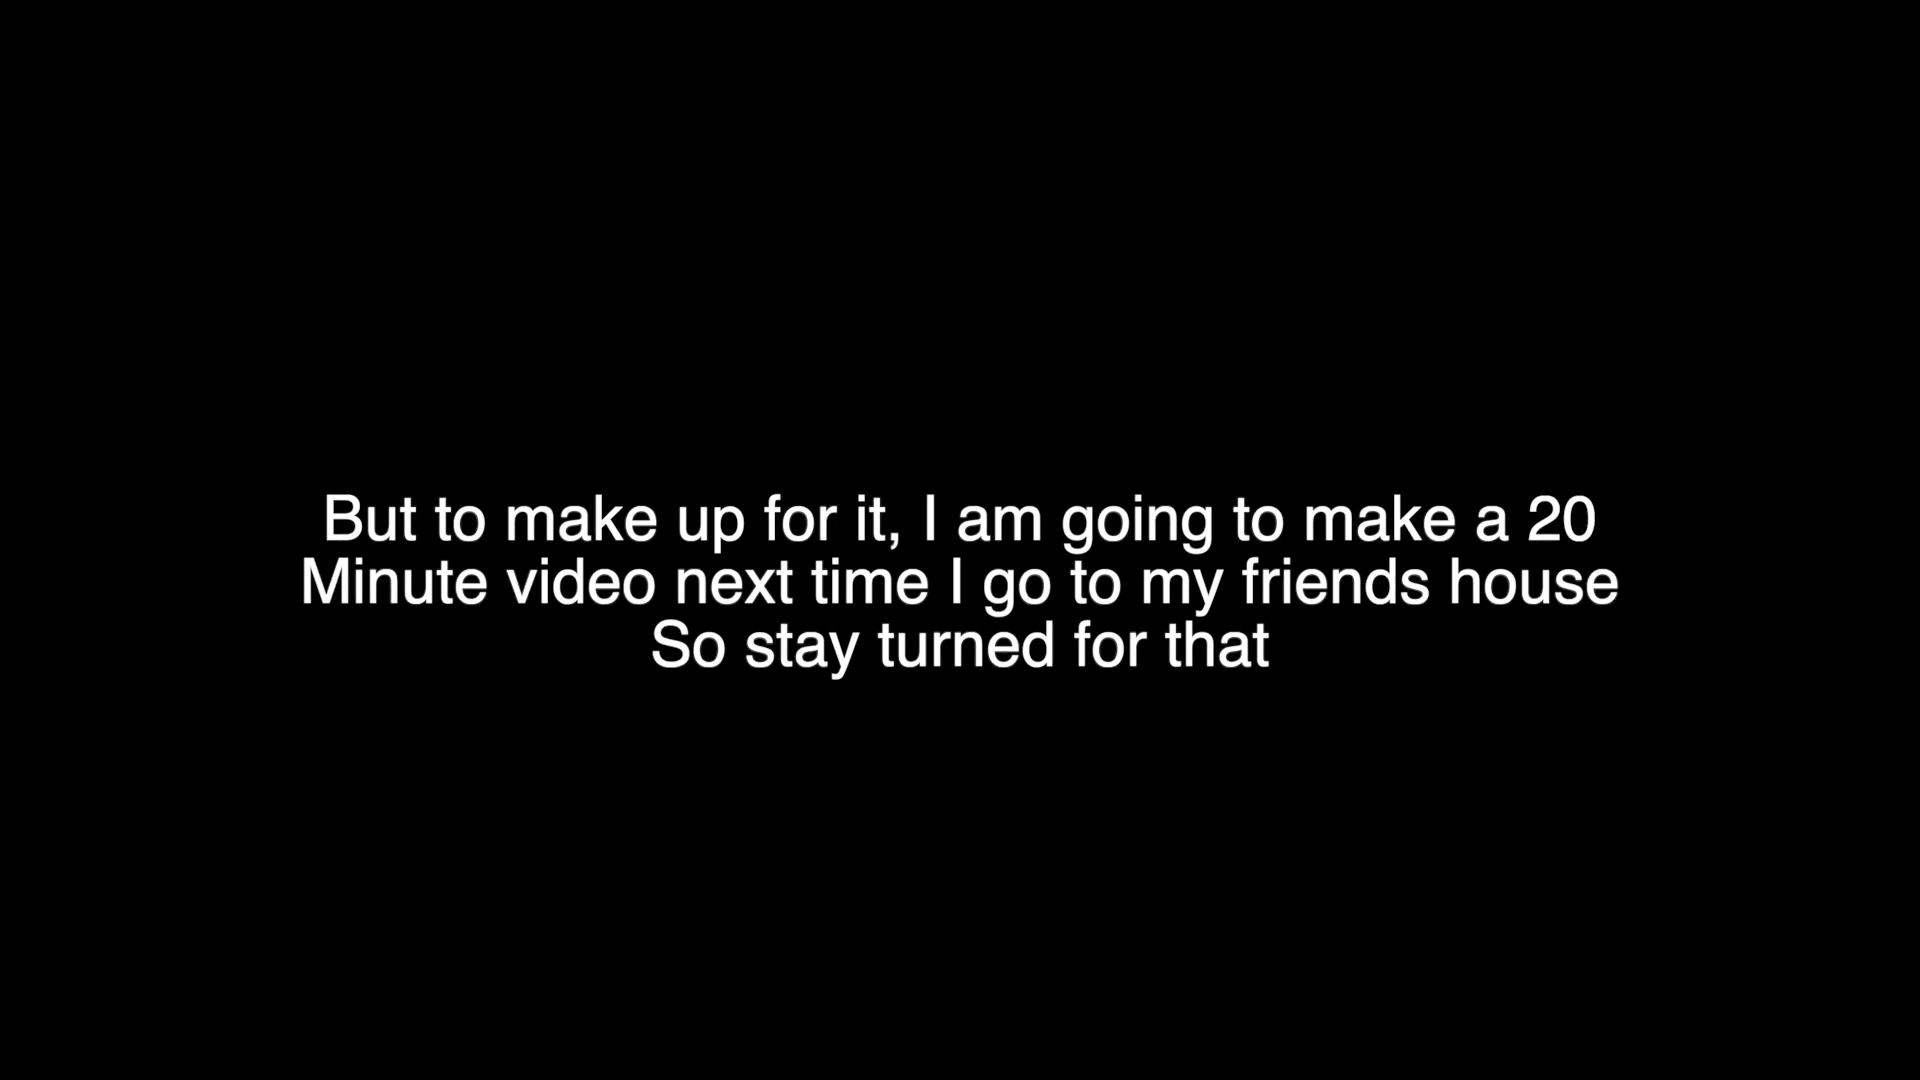 But to make up for it, I am going to make a 20
Minute video next time I go to my friends house
So stay turned for that